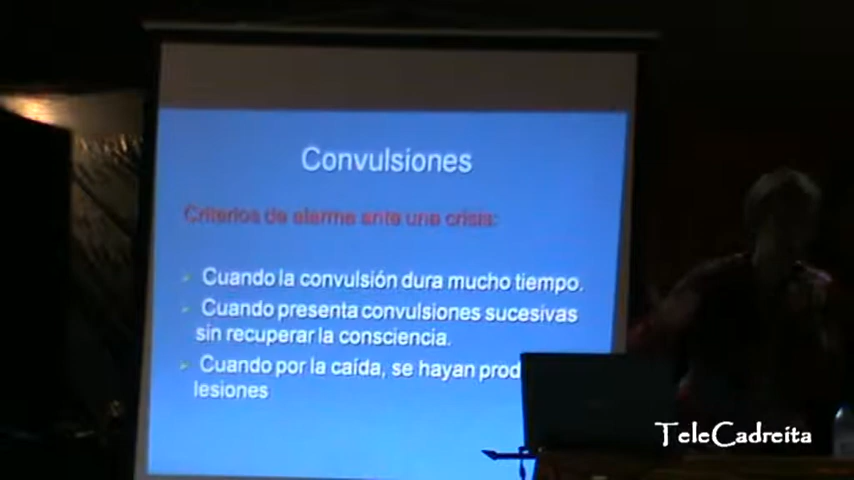 Convulsiones
Criterios de alarma ante una crisis:
Cuando la convulsión dura mucho tiempo.
Cuando presenta convulsiones sucesivas
sin recuperar la consciencia.
Cuando por la caída, se hayan prod
lesiones
TeleCadreita